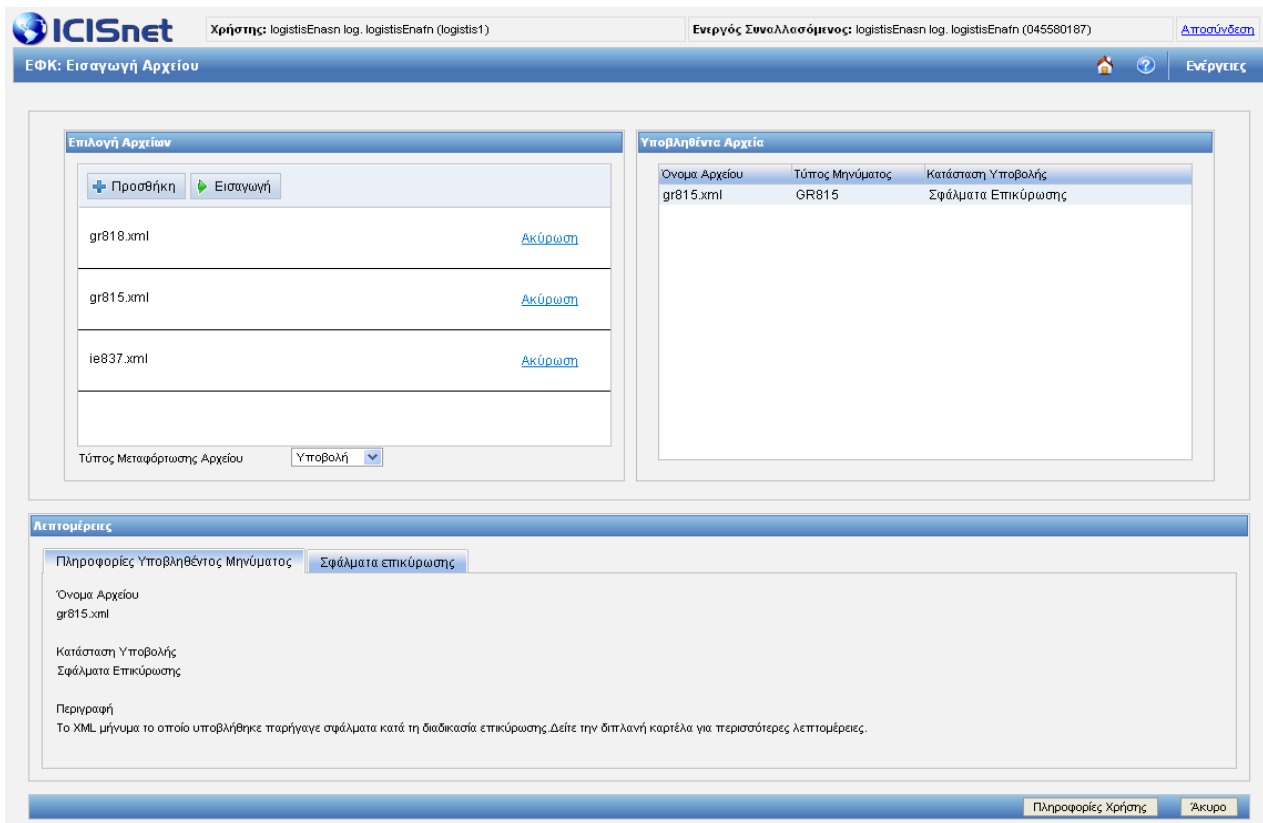 ICISnet
Χρήστης: logistisEnasn log. logistisEnafn (logistis1)
Ενεργός Συναλλασόμενος: logistisEnasn log. logistisEnafn (045580187)
Αποσύνδεση
ΕΦΚ: Εισαγωγή Αρχείου
Ενέργειες
Επιλογή Αρχείων
Προσθήκη
Εισαγωγή
gr818.xml Ακύρωση
gr815.xml Ακύρωση
ie837.xml Ακύρωση
Τύπος Μεταφόρτωσης Αρχείου Υποβολή
Υποβληθέντα Αρχεία
Όνομα Αρχείου Τύπος Μηνύματος Κατάσταση Υποβολής
gr815.xml GR815 Σφάλματα Επικύρωσης
Λεπτομέρειες
Πληροφορίες Υποβληθέντος Μηνύματος
Σφάλματα επικύρωσης
Όνομα Αρχείου
gr815.xml
Κατάσταση Υποβολής
Σφάλματα Επικύρωσης
Περιγραφή
Το XML μήνυμα το οποίο υποβλήθηκε παρήγαγε σφάλματα κατά τη διαδικασία επικύρωσης.Δείτε την διπλανή καρτέλα για περισσότερες λεπτομέρειες.
Πληροφορίες Χρήσης
Άκυρο